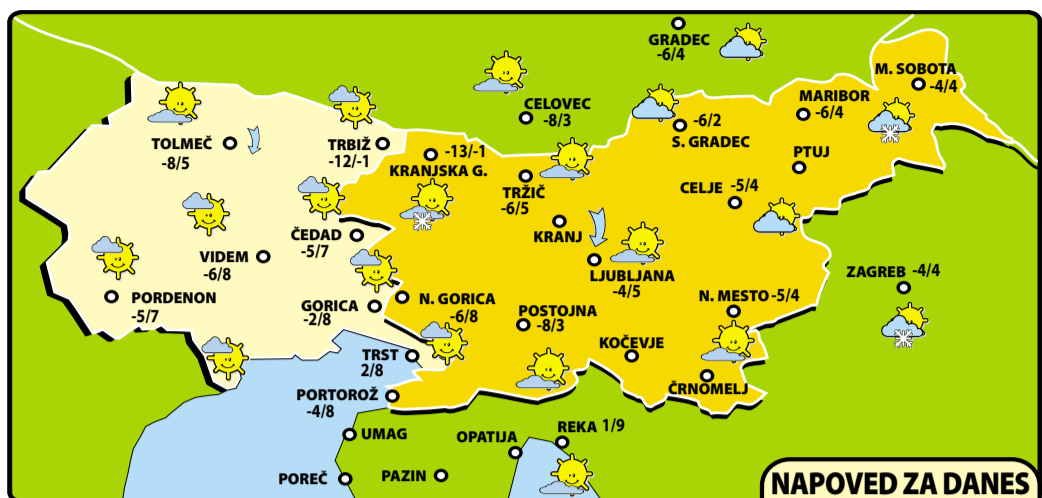 GRADEC
-6/4
M. SOBOTA
-4/4
MARIBOR
-6/4
CELOVEC
-8/3
-6/2
S. GRADEC
TOLMEČ
-8/5
TRBIŽ
-12/-1
-13/-1
KRANJSKA G.
PTUJ
TRŽIČ
-6/5
CELJE -5/4
KRANJ
ČEDAD
-5/7
VIDEM
-6/8
LJUBLJANA
-4/5
ZAGREB -4/4
PORDENON
-5/7
GORICA
-2/8
N. GORICA
-6/8
POSTOJNA
-8/3
N. MESTO -5/4
KOČEVJE
TRST
2/8
ČRNOMELJ
PORTOROŽ
-4/8
UMAG
OPATIJA
REKA 1/9
POREČ
PAZIN
NAPOVED ZA DANES